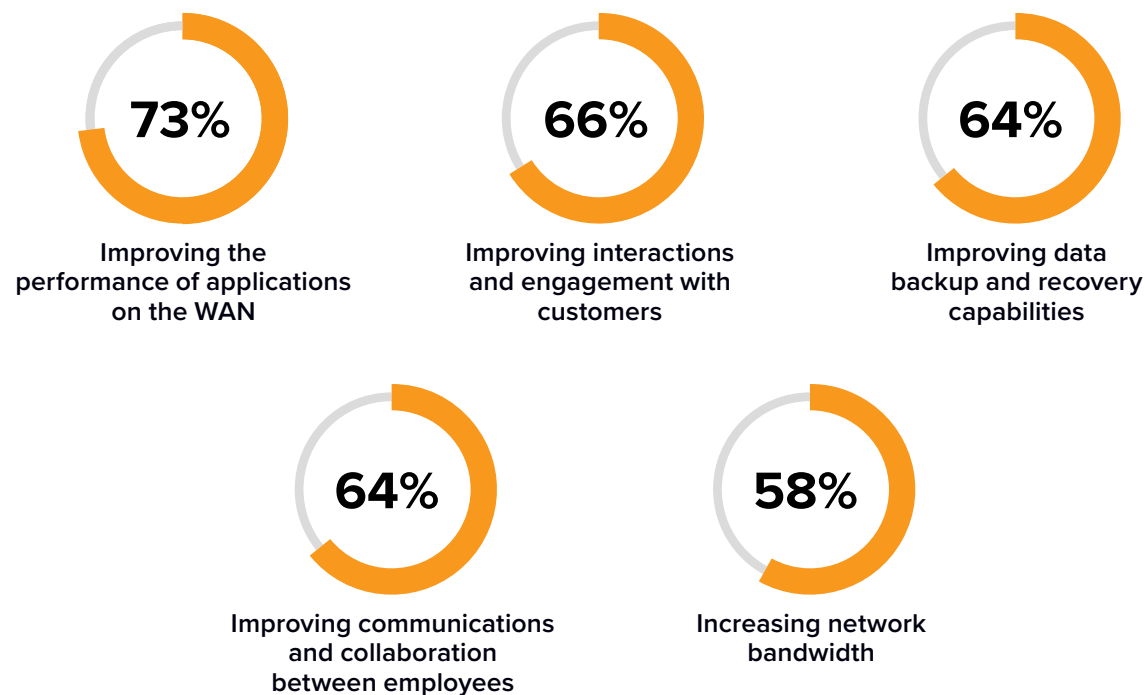 73%
Improving the
performance of applications
on the WAN
66%
Improving interactions
and engagement with
customers
64%
Improving data
backup and recovery
capabilities
64%
Improving communications
and collaboration
between employees
58%
Increasing network
bandwidth